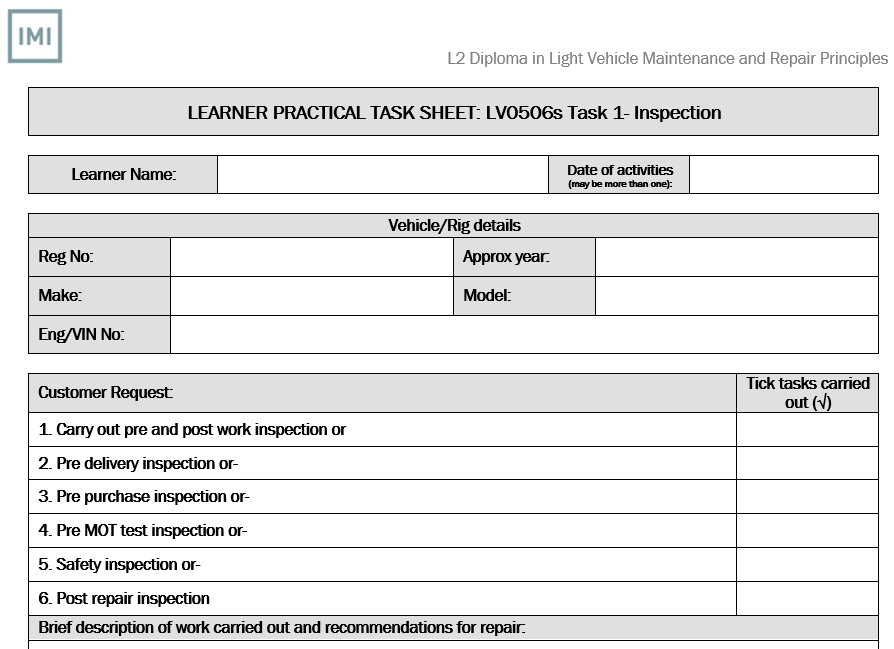 IMI
L2 Diploma in Light Vehicle Maintenance and Repair Principles
LEARNER PRACTICAL TASK SHEET: LV0506s Task 1- Inspection
Learner Name:
Date of activities
(may be more than one):
Vehicle/Rig details
Reg No:
Approx year:
Make:
Model:
Eng/VIN No:
Customer Request:
Tick tasks carried
out (√)
1. Carry out pre and post work inspection or
2. Pre delivery inspection or-
3. Pre purchase inspection or-
4. Pre MOT test inspection or-
5. Safety inspection or-
6. Post repair inspection
Brief description of work carried out and recommendations for repair: